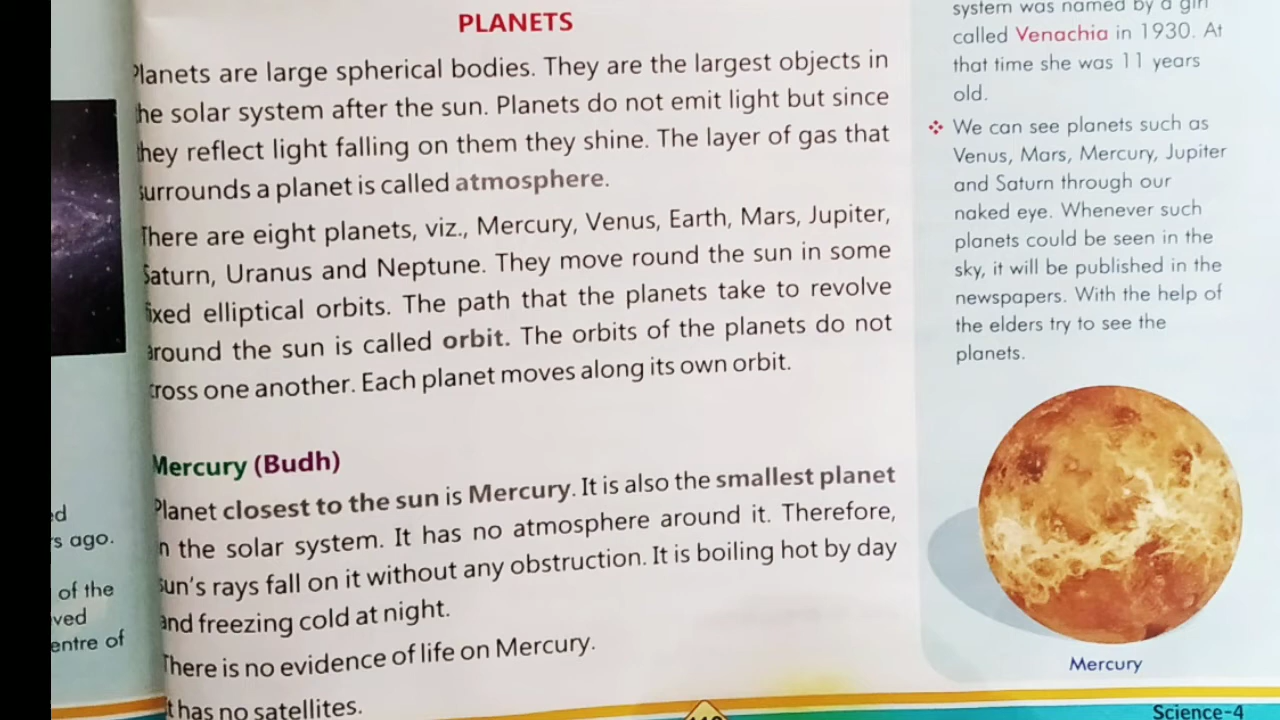 PLANETS
Planets are large spherical bodies. They are the largest objects in
the solar system after the sun. Planets do not emit light but since
they reflect light falling on them they shine. The layer of gas that
surrounds a planet is called atmosphere.
There are eight planets, viz., Mercury, Venus, Earth, Mars, Jupiter,
Saturn, Uranus and Neptune. They move round the sun in some
fixed elliptical orbits. The path that the planets take to revolve
around the sun is called orbit. The orbits of the planets do not
cross one another. Each planet moves along its own orbit.
Mercury (Budh)
Planet closest to the sun is Mercury. It is also the smallest planet
in the solar system. It has no atmosphere around it. Therefore,
sun's rays fall on it without any obstruction. It is boiling hot by day
and freezing cold at night.
There is no evidence of life on Mercury.
It has no satellites.
system was named by a girl
called Venachia in 1930. At
that time she was 11 years
old.
❖ We can see planets such as
Venus, Mars, Mercury, Jupiter
and Saturn through our
naked eye. Whenever such
planets could be seen in the
sky, it will be published in the
newspapers. With the help of
the elders try to see the
planets.
Mercury
Science-4
ago.
of the
entre of